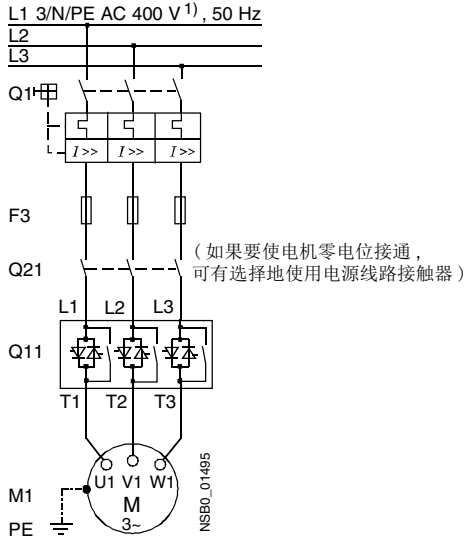 L1 3/N/PE AC 400 V 1) , 50 Hz
L2
L3
Q1
I>> I>> I>>
F3
(如果要使电机零电位接通,
可有选择地使用电源线路接触器)
Q21
L1 L2 L3
Q11
T1 T2 T3
U1 V1 W1
M1
M
3~
PE
NSB0_01495